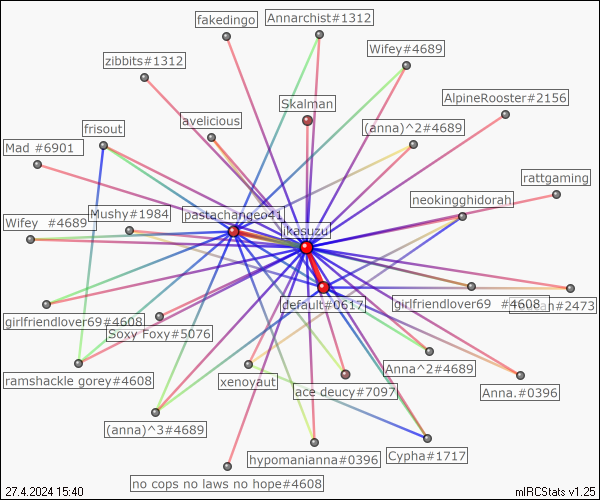 fakedingo
Annarchist#1312
Wifey#4689
zibbits#1312
AlpineRooster#2156
Skalman
avelicious
(anna)^2#4689
frisout
Mad #6901
rattgaming
neokingghidorah
Mushy#1984
pastachangeo41
Wifey #4689
ikasuzu
default#0617
girlfriendlover69 #4608
#2473
girlfriendlover69#4608
Soxy Foxy#5076
Anna^2#4689
ramshackle gorey#4608
xenoyaut
ace deucy#7097
Anna.#0396
(anna)^3#4689
Cypha#1717
hypomanianna#0396
no cops no laws no hope#4608
27.4.2024 15:40
mIRCStats v1.25